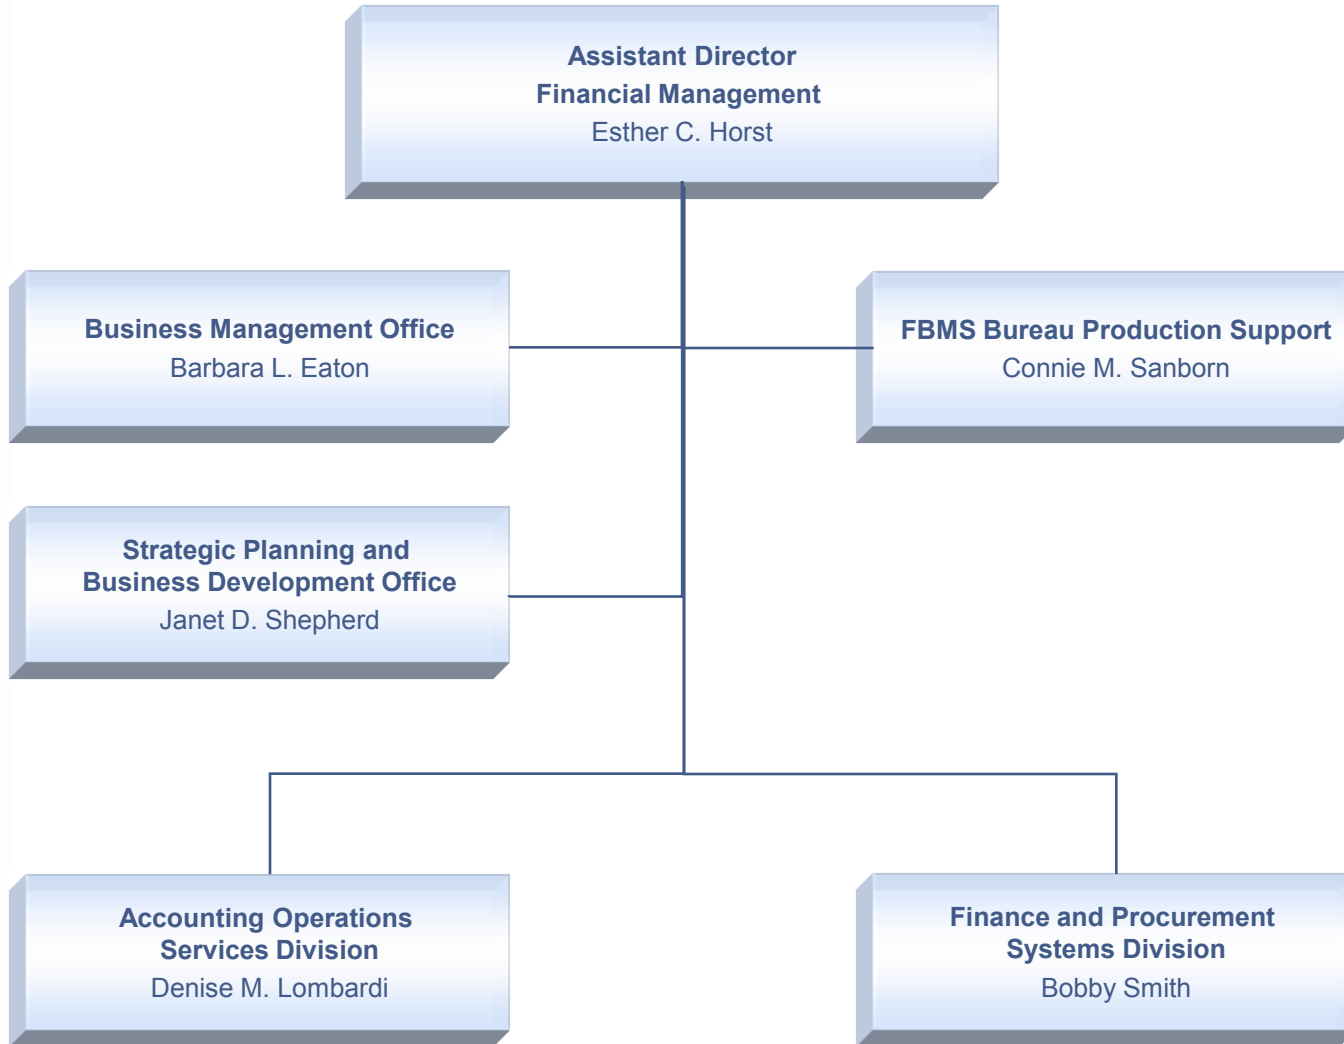 Assistant Director
Financial Management
Esther C. Horst
Business Management Office
Barbara L. Eaton
FBMS Bureau Production Support
Connie M. Sanborn
Strategic Planning and
Business Development Office
Janet D. Shepherd
Accounting Operations
Services Division
Denise M. Lombardi
Finance and Procurement
Systems Division
Bobby Smith